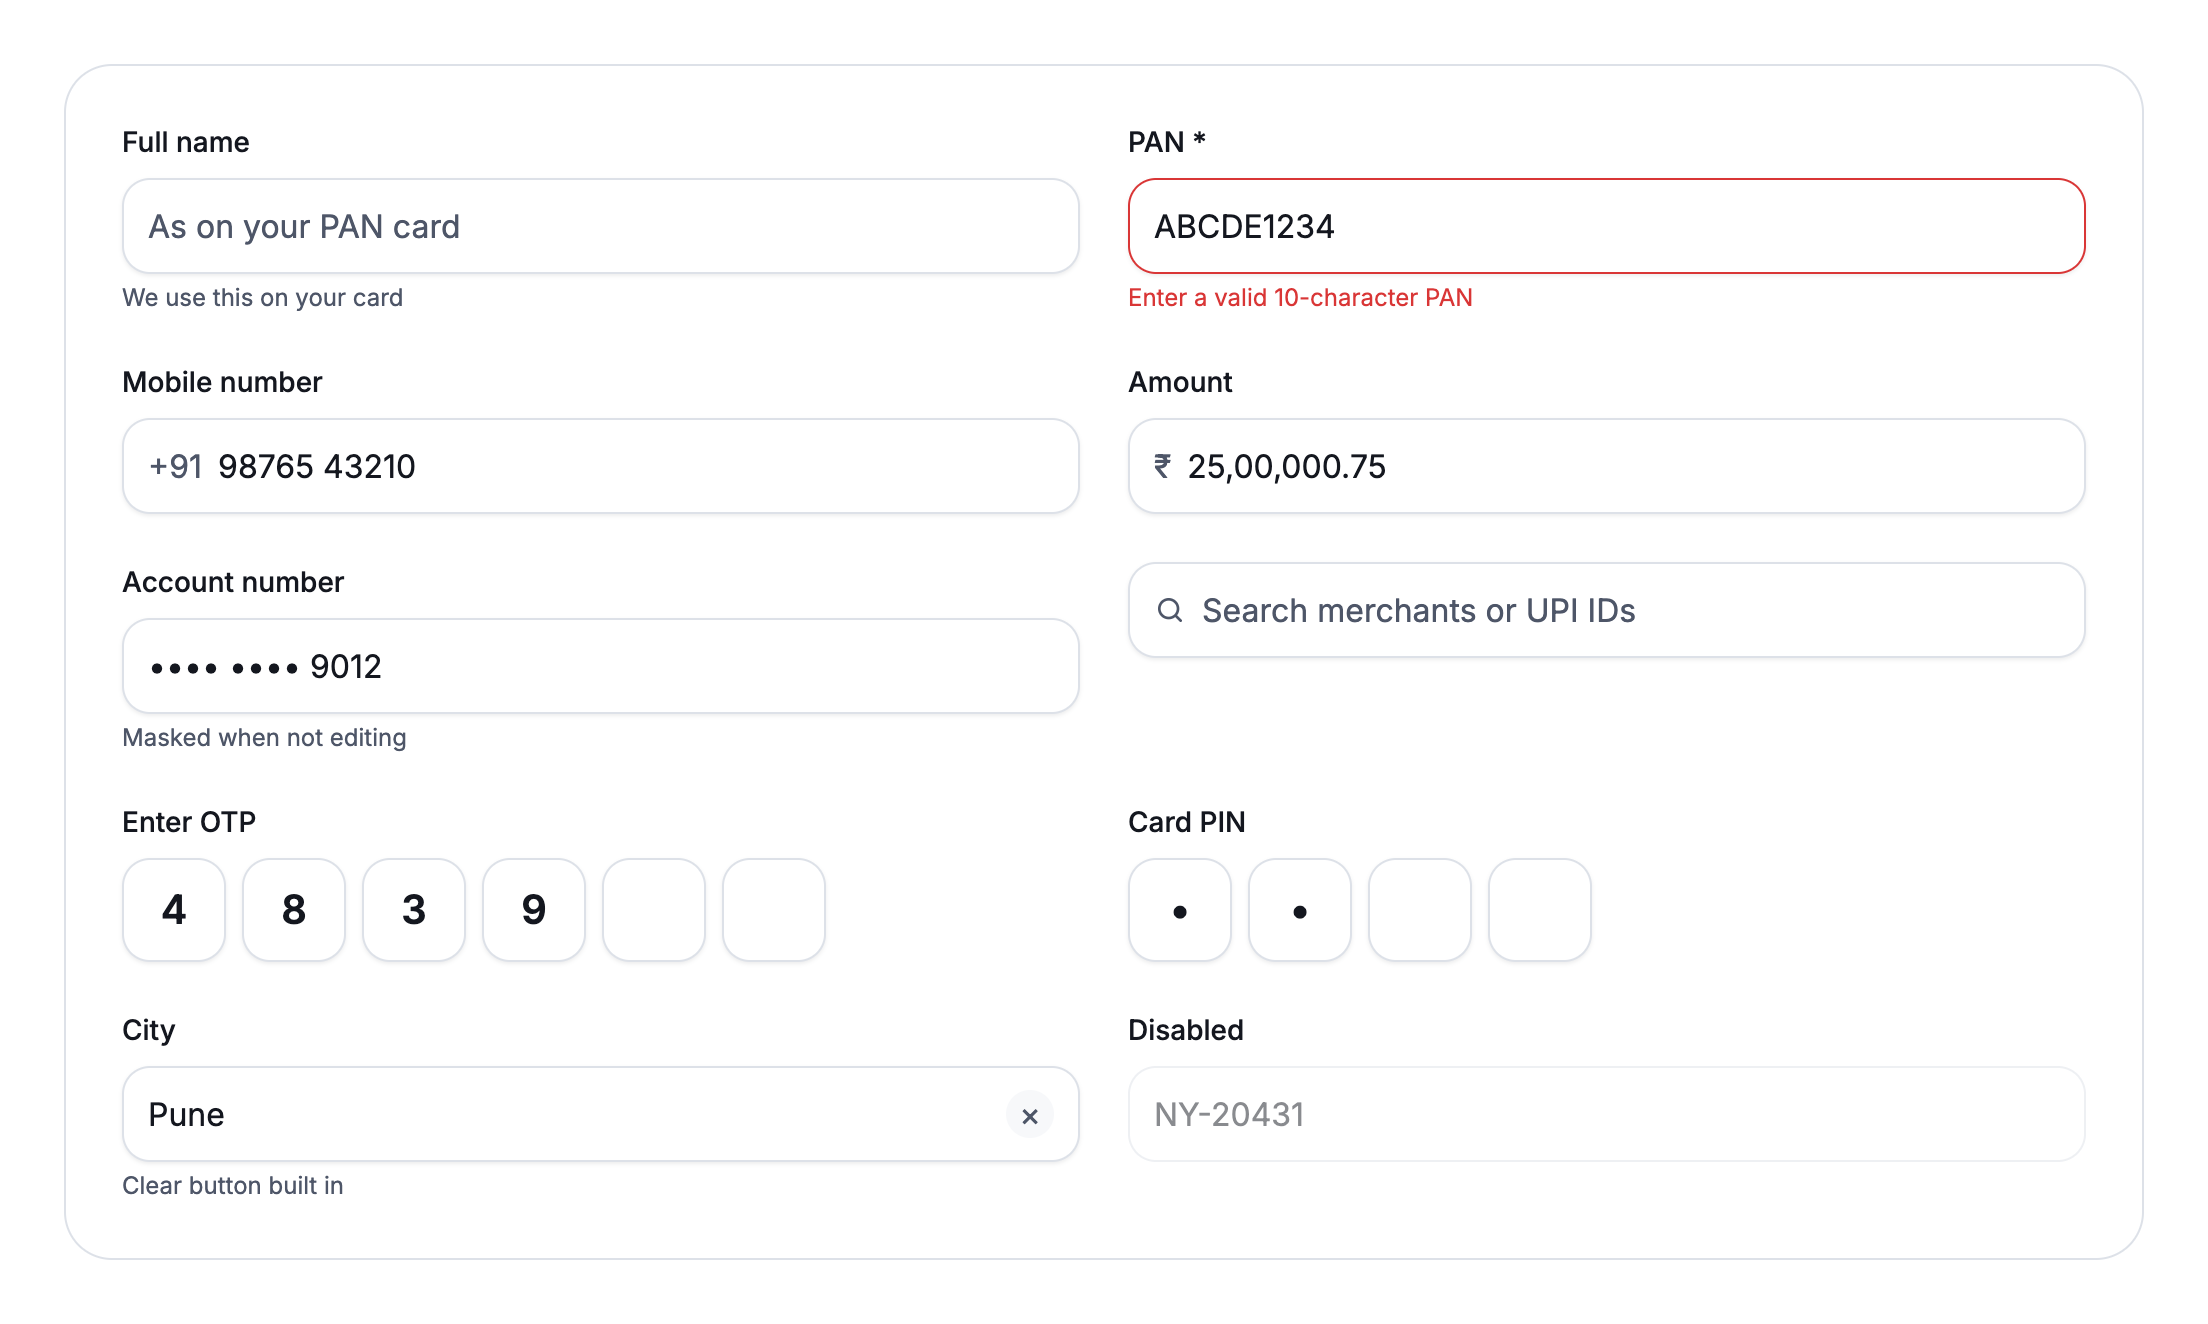 Full name
As on your PAN card
We use this on your card
PAN *
ABCDE1234
Enter a valid 10-character PAN
Mobile number
+91 98765 43210
Amount
₹ 25,00,000.75
Account number
•••• •••• 9012
Masked when not editing
Search merchants or UPI IDs
Enter OTP
4 8 3 9
Card PIN
• •
City
Pune ×
Clear button built in
Disabled
NY-20431